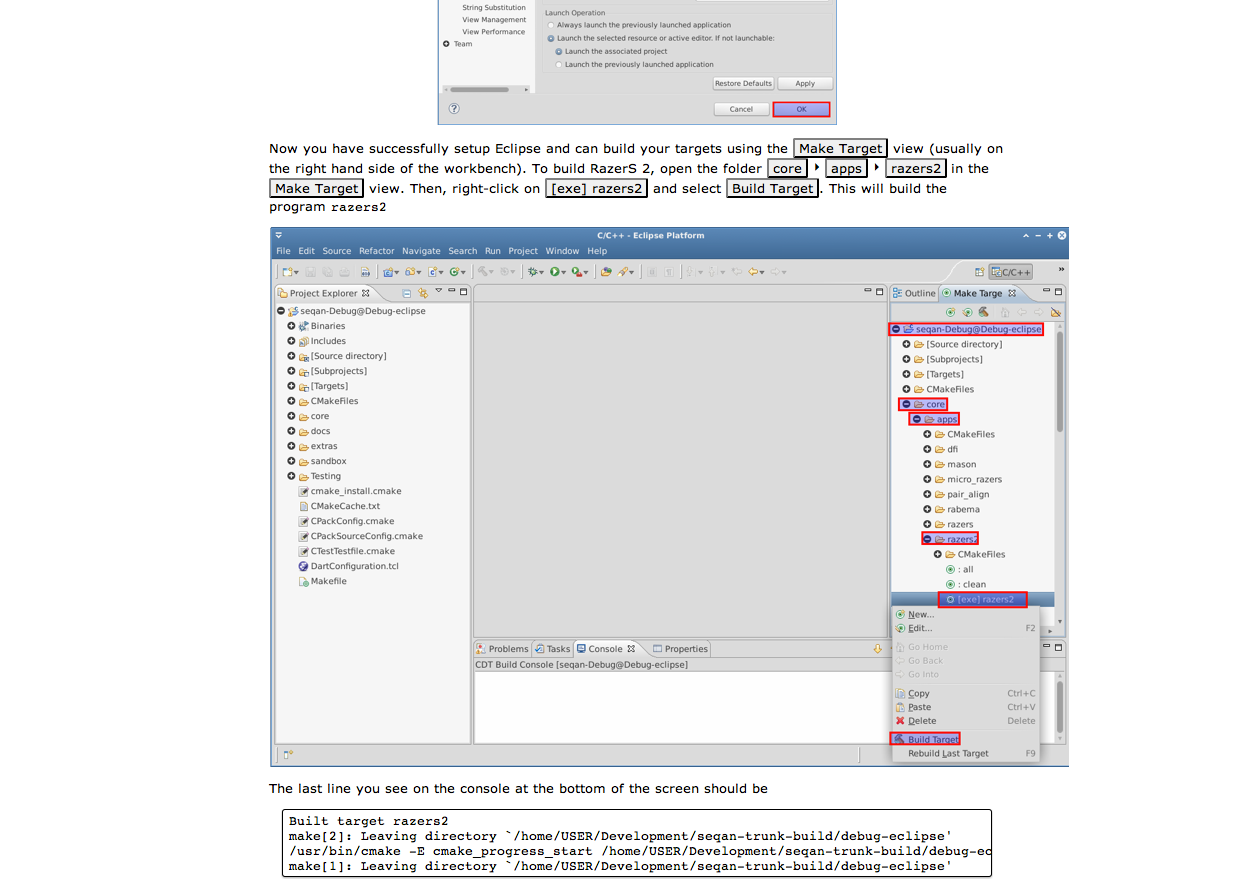 String Substitution
View Management
View Performance
Team
Launch Operation
Always launch the previously launched application
Launch the selected resource or active editor. If not launchable:
Launch the associated project
Launch the previously launched application
Restore Defaults Apply
Cancel OK
Now you have successfully setup Eclipse and can build your targets using the Make Target view (usually on
the right hand side of the workbench). To build RazerS 2, open the folder core ‣ apps ‣ razers2 in the
Make Target view. Then, right-click on [exe] razers2 and select Build Target. This will build the
program razers2
C/C++ - Eclipse Platform
File Edit Source Refactor Navigate Search Run Project Window Help
C/C++ »
Project Explorer
seqan-Debug@Debug-eclipse
Binaries
Includes
[Source directory]
[Subprojects]
[Targets]
CMakeFiles
core
docs
extras
sandbox
Testing
cmake_install.cmake
CMakeCache.txt
CPackConfig.cmake
CPackSourceConfig.cmake
CTestTestfile.cmake
DartConfiguration.tcl
Makefile
Outline Make Targe
seqan-Debug@Debug-eclipse
[Source directory]
[Subprojects]
[Targets]
CMakeFiles
core
apps
CMakeFiles
dfi
mason
micro_razers
pair_align
rabema
razers
razers2
CMakeFiles
: all
: clean
[exe] razers2
New...
Edit... F2
Go Home
Go Back
Go Into
Copy Ctrl+C
Paste Ctrl+V
Delete Delete
Build Target
Rebuild Last Target F9
Problems Tasks Console Properties
CDT Build Console [seqan-Debug@Debug-eclipse]
The last line you see on the console at the bottom of the screen should be
Built target razers2
make[2]: Leaving directory `/home/USER/Development/seqan-trunk-build/debug-eclipse'
/usr/bin/cmake -E cmake_progress_start /home/USER/Development/seqan-trunk-build/debug-ec
make[1]: Leaving directory `/home/USER/Development/seqan-trunk-build/debug-eclipse'